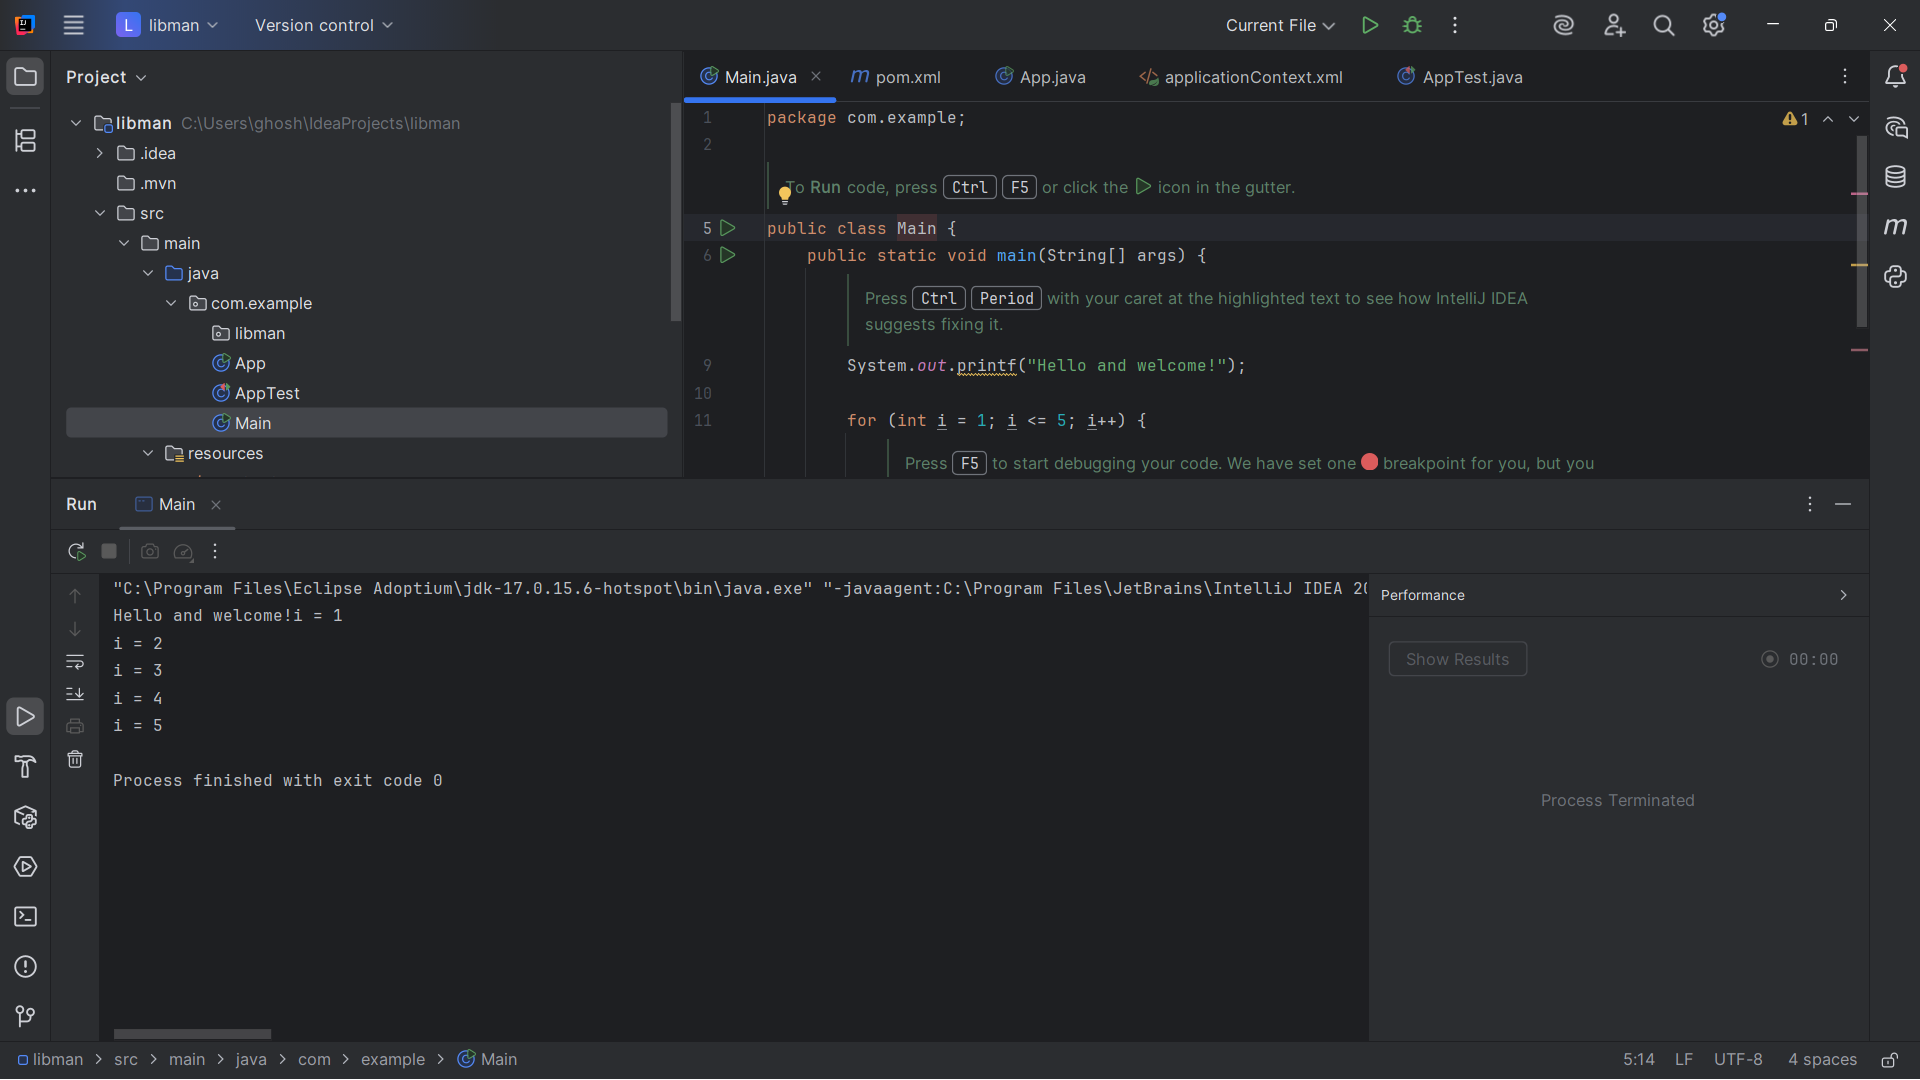 L libman Version control Current File
Project
Main.java pom.xml App.java applicationContext.xml AppTest.java
libman C:\Users\ghosh\IdeaProjects\libman
.idea
.mvn
src
main
java
com.example
libman
App
AppTest
Main
resources
1 package com.example;
2
To Run code, press Ctrl F5 or click the icon in the gutter.
5 public class Main {
6 public static void main(String[] args) {
Press Ctrl Period with your caret at the highlighted text to see how IntelliJ IDEA
suggests fixing it.
9 System.out.printf("Hello and welcome!");
10
11 for (int i = 1; i <= 5; i++) {
Press F5 to start debugging your code. We have set one breakpoint for you, but you
1
Run Main
"C:\Program Files\Eclipse Adoptium\jdk-17.0.15.6-hotspot\bin\java.exe" "-javaagent:C:\Program Files\JetBrains\IntelliJ IDEA 20
Hello and welcome!i = 1
i = 2
i = 3
i = 4
i = 5
Process finished with exit code 0
Performance
Show Results 00:00
Process Terminated
libman > src > main > java > com > example > Main
5:14 LF UTF-8 4 spaces